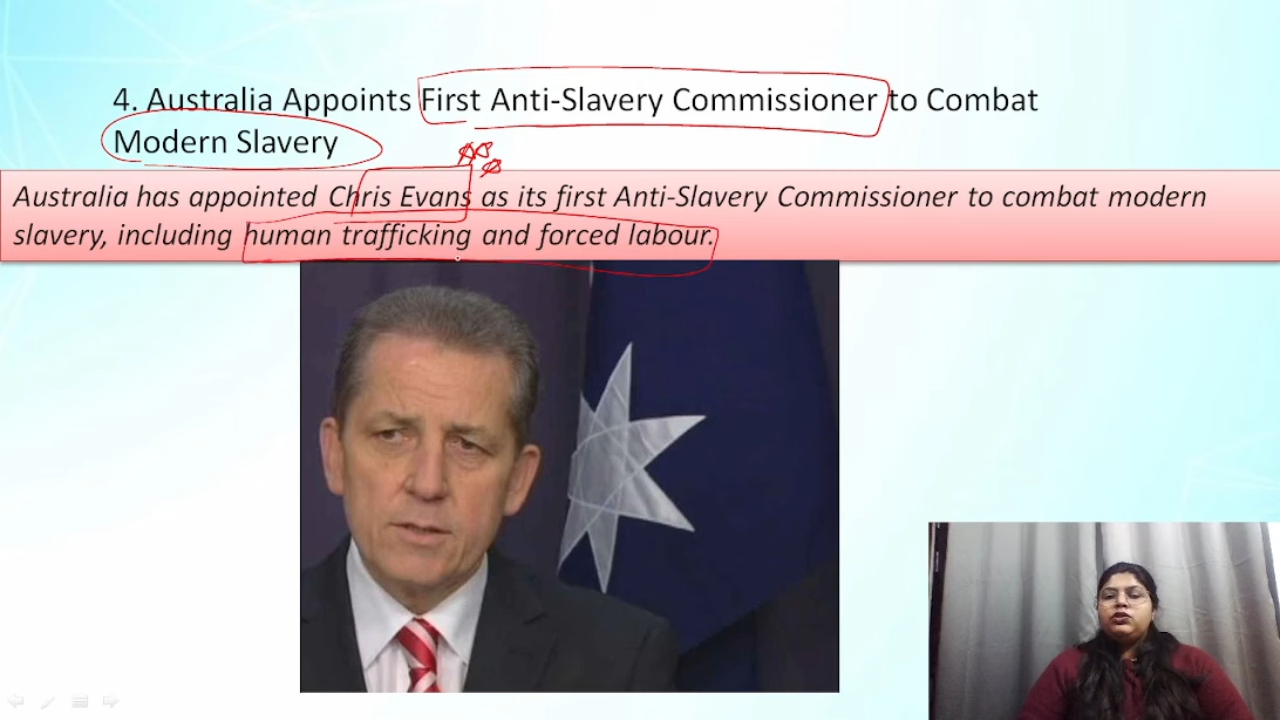 4. Australia Appoints First Anti-Slavery Commissioner to Combat
Modern Slavery
Australia has appointed Chris Evans as its first Anti-Slavery Commissioner to combat modern
slavery, including human trafficking and forced labour.